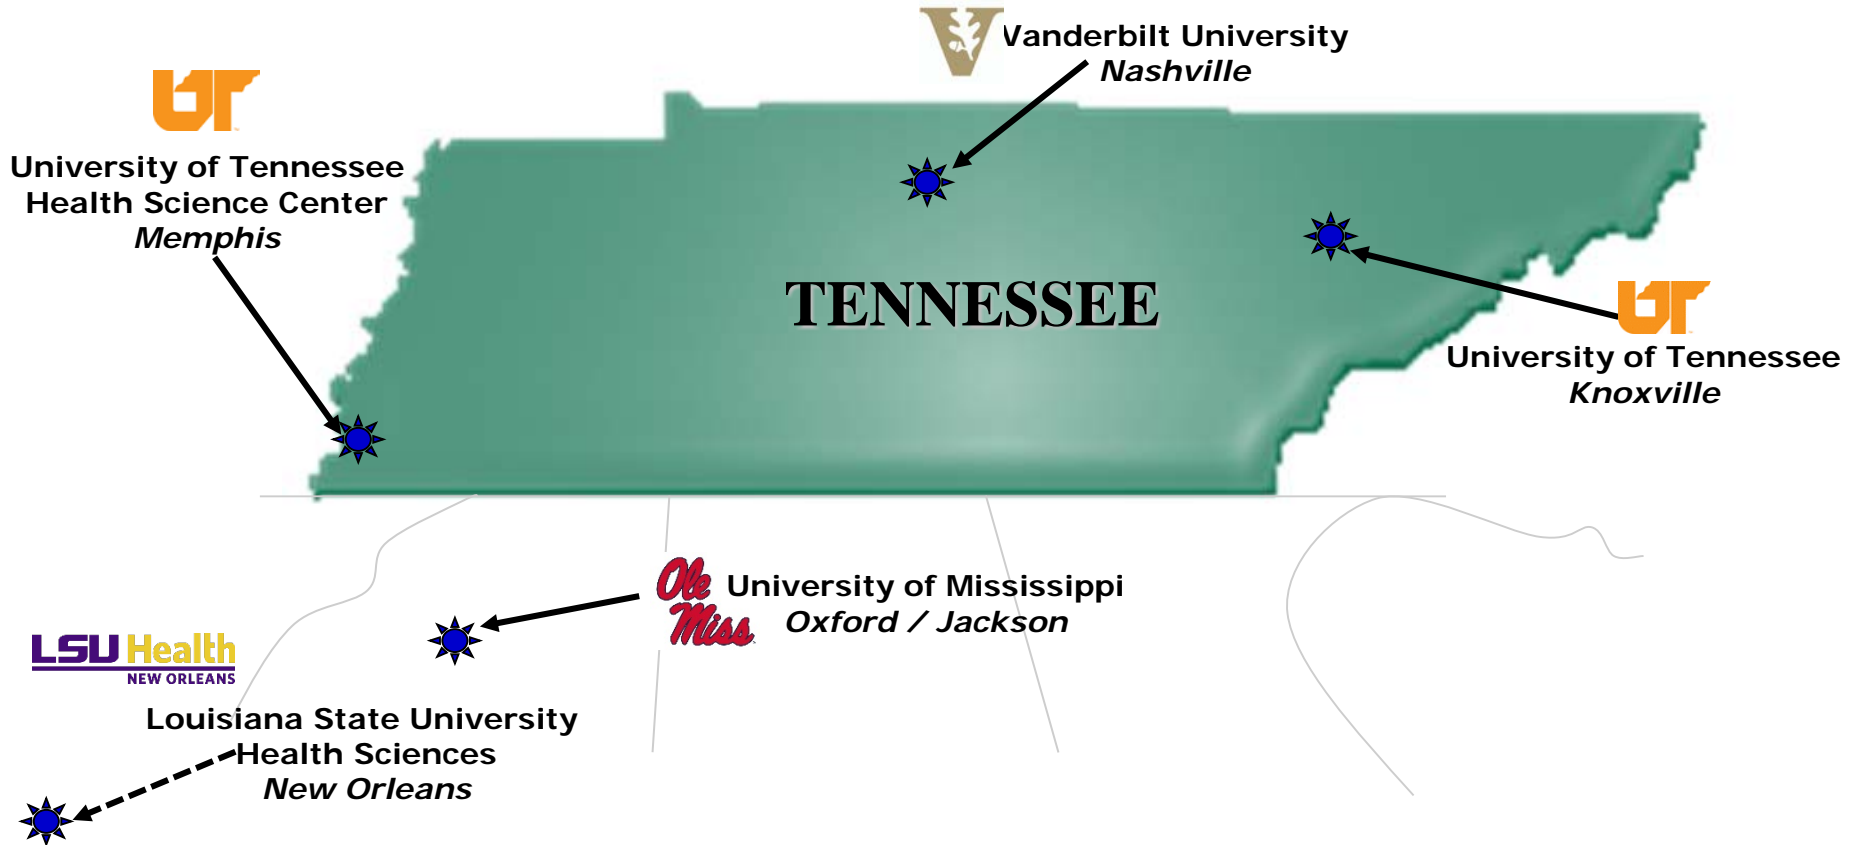 Vanderbilt University
Nashville
UT
University of Tennessee
Health Science Center
Memphis
TENNESSEE
UT
University of Tennessee
Knoxville
Ole
Miss
University of Mississippi
Oxford / Jackson
LSU Health
NEW ORLEANS
Louisiana State University
Health Sciences
New Orleans